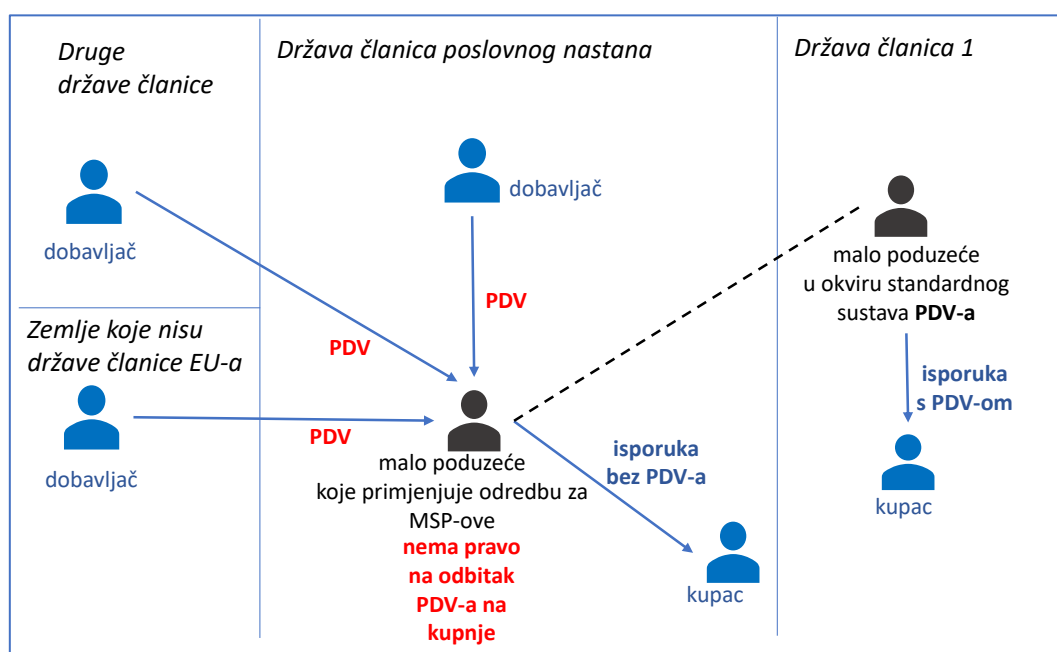 Druge
države članice
dobavljač
Zemlje koje nisu
države članice EU-a
dobavljač
Država članica poslovnog nastana
dobavljač
PDV
PDV
PDV
malo poduzeće
koje primjenjuje odredbu za
MSP-ove
nema pravo
na odbitak
PDV-a na
kupnje
isporuka
bez PDV-a
kupac
Država članica 1
malo poduzeće
u okviru standardnog
sustava PDV-a
isporuka
s PDV-om
kupac